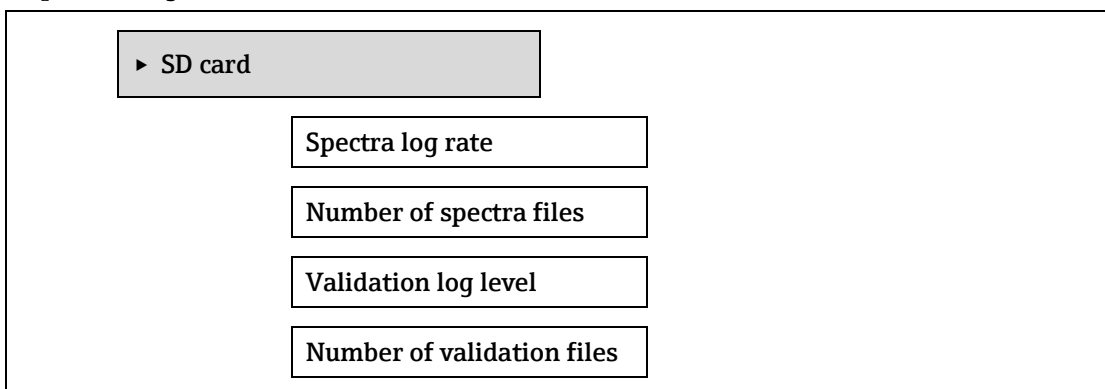 ▸ SD card
Spectra log rate
Number of spectra files
Validation log level
Number of validation files